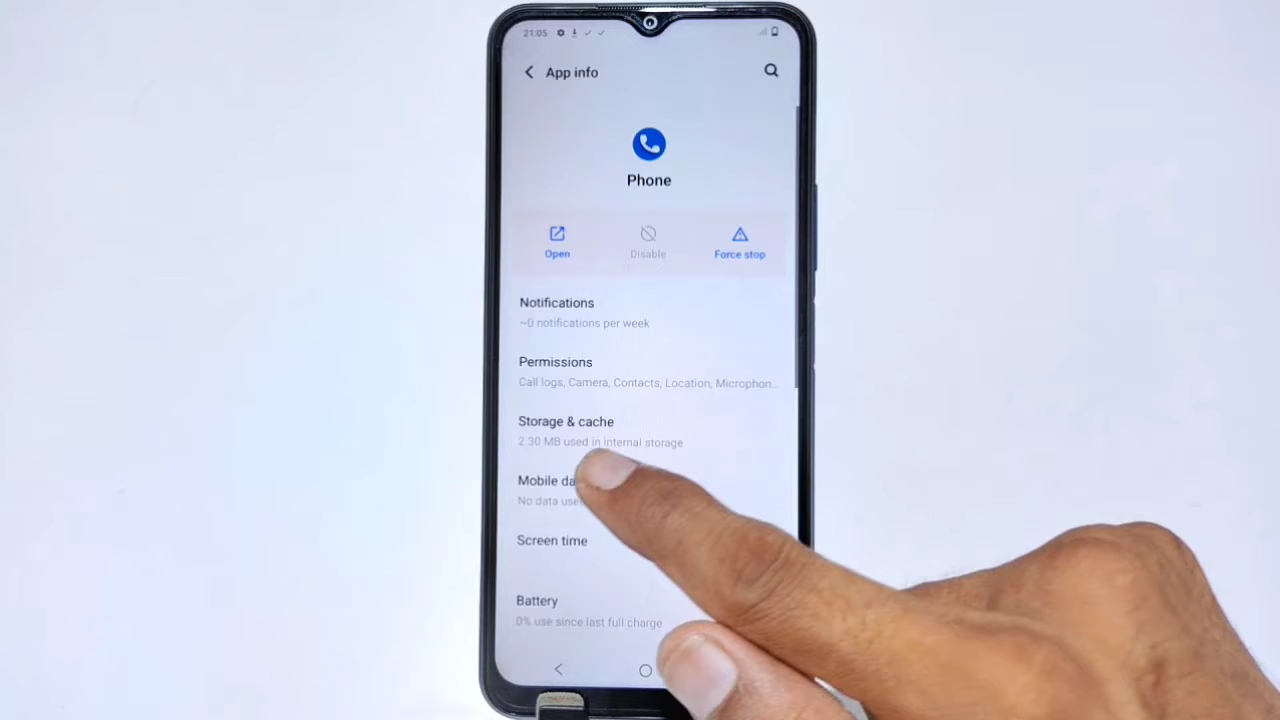 21:05
App info
Phone
Open
Disable
Force stop
Notifications
~0 notifications per week
Permissions
Call logs, Camera, Contacts, Location, Microphon...
Storage & cache
2.30 MB used in internal storage
Mobile da
No data used
Screen time
Battery
0% use since last full charge